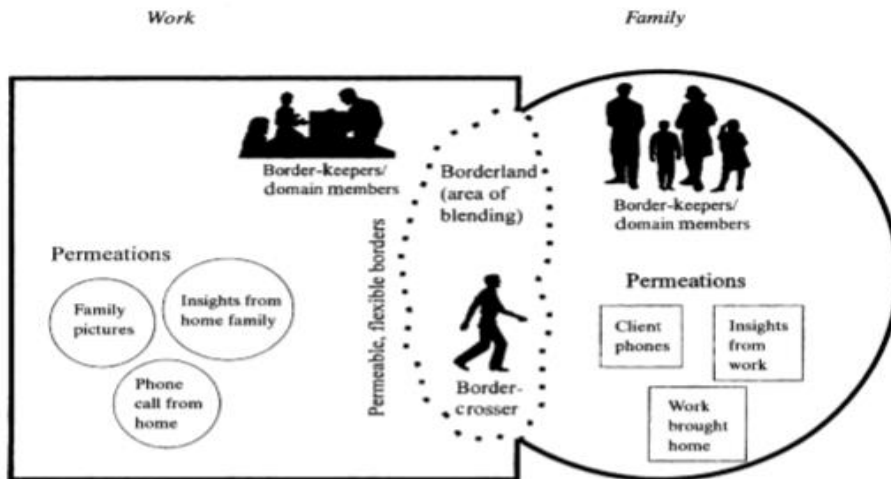 Work
Family
Border-keepers/
domain members
Borderland
(area of
blending)
Border-keepers/
domain members
Permeable, flexible borders
Permeations
Family
pictures
Insights from
home family
Phone
call from
home
Border-
crosser
Permeations
Client
phones
Insights
from
work
Work
brought
home